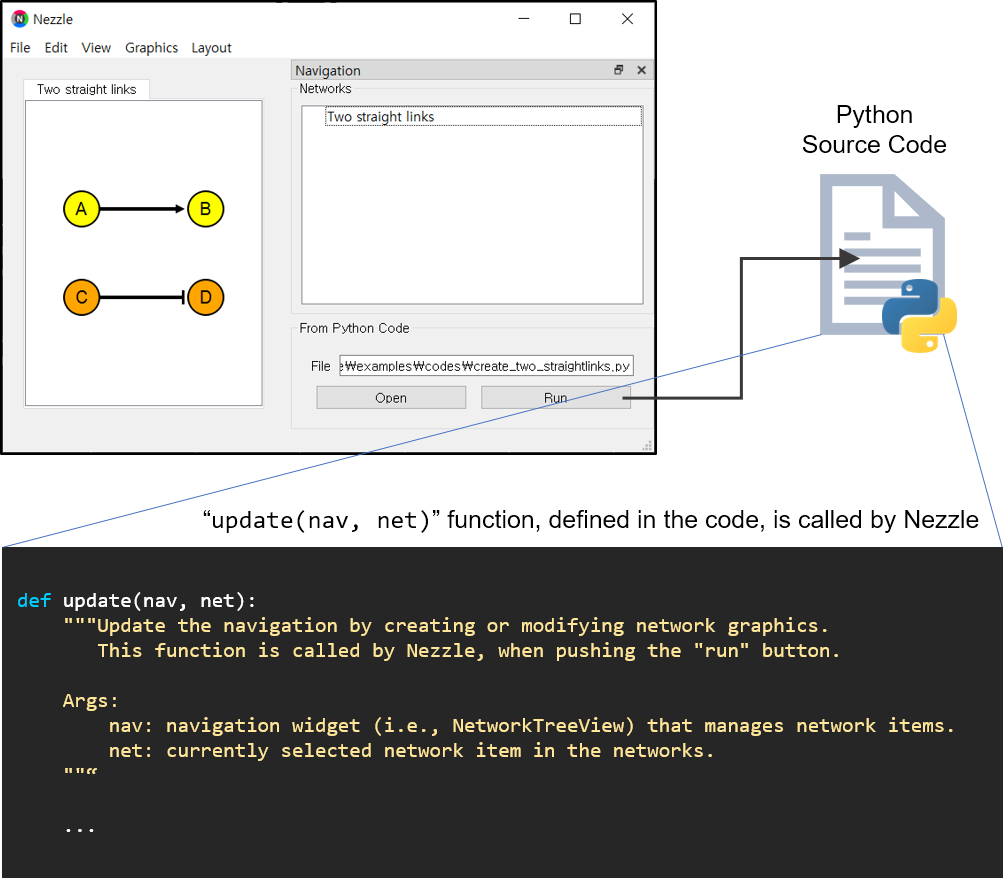 Nezzle
File Edit View Graphics Layout
Two straight links
A
B
C
D
Navigation
Networks
Two straight links
From Python Code
File
₩examples₩codes₩create_two_straightlinks.py
Open
Run
Python
Source Code
“update(nav, net)” function, defined in the code, is called by Nezzle
def update(nav, net):
"""Update the navigation by creating or modifying network graphics.
This function is called by Nezzle, when pushing the "run" button.
Args:
nav: navigation widget (i.e., NetworkTreeView) that manages network items.
net: currently selected network item in the networks.
""“
...